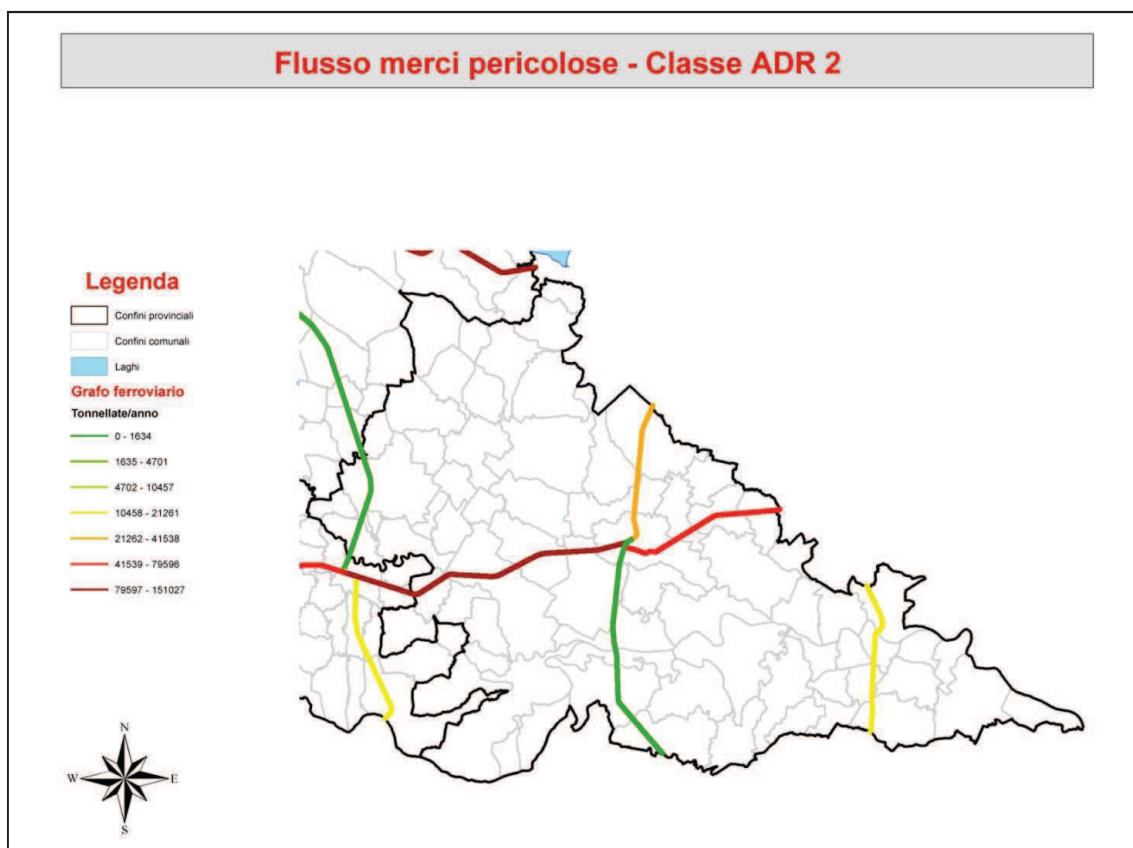 Flusso merci pericolose - Classe ADR 2
Legenda
Confini provinciali
Confini comunali
Laghi
Grafo ferroviario
Tonnellate/anno
0 - 1634
1635 - 4701
4702 - 10457
10458 - 21261
21262 - 41538
41539 - 79596
79597 - 151027
N
W E
S